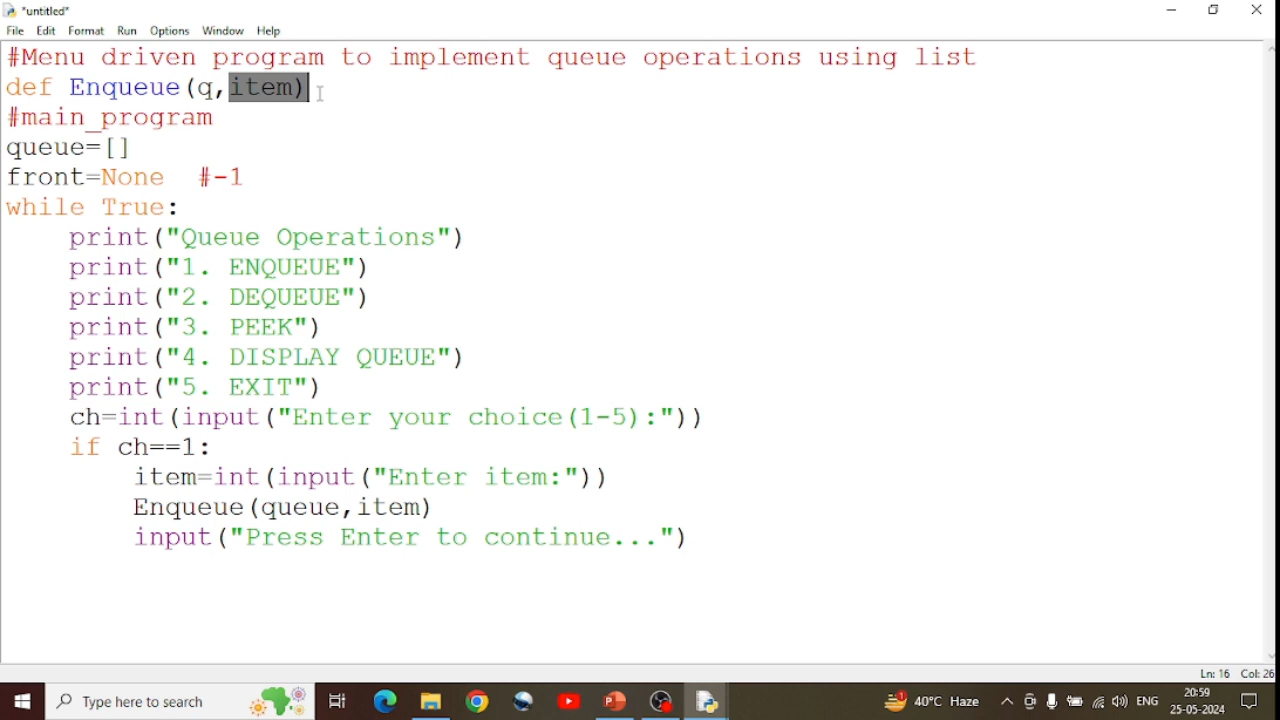 *untitled*
File Edit Format Run Options Window Help
#Menu driven program to implement queue operations using list
def Enqueue(q,item)
#main_program
queue=[]
front=None  #-1
while True:
    print("Queue Operations")
    print("1. ENQUEUE")
    print("2. DEQUEUE")
    print("3. PEEK")
    print("4. DISPLAY QUEUE")
    print("5. EXIT")
    ch=int(input("Enter your choice(1-5):"))
    if ch==1:
        item=int(input("Enter item:"))
        Enqueue(queue,item)
        input("Press Enter to continue...")
Ln: 16 Col: 26
Type here to search
1
40°C Haze
ENG
20:59
25-05-2024